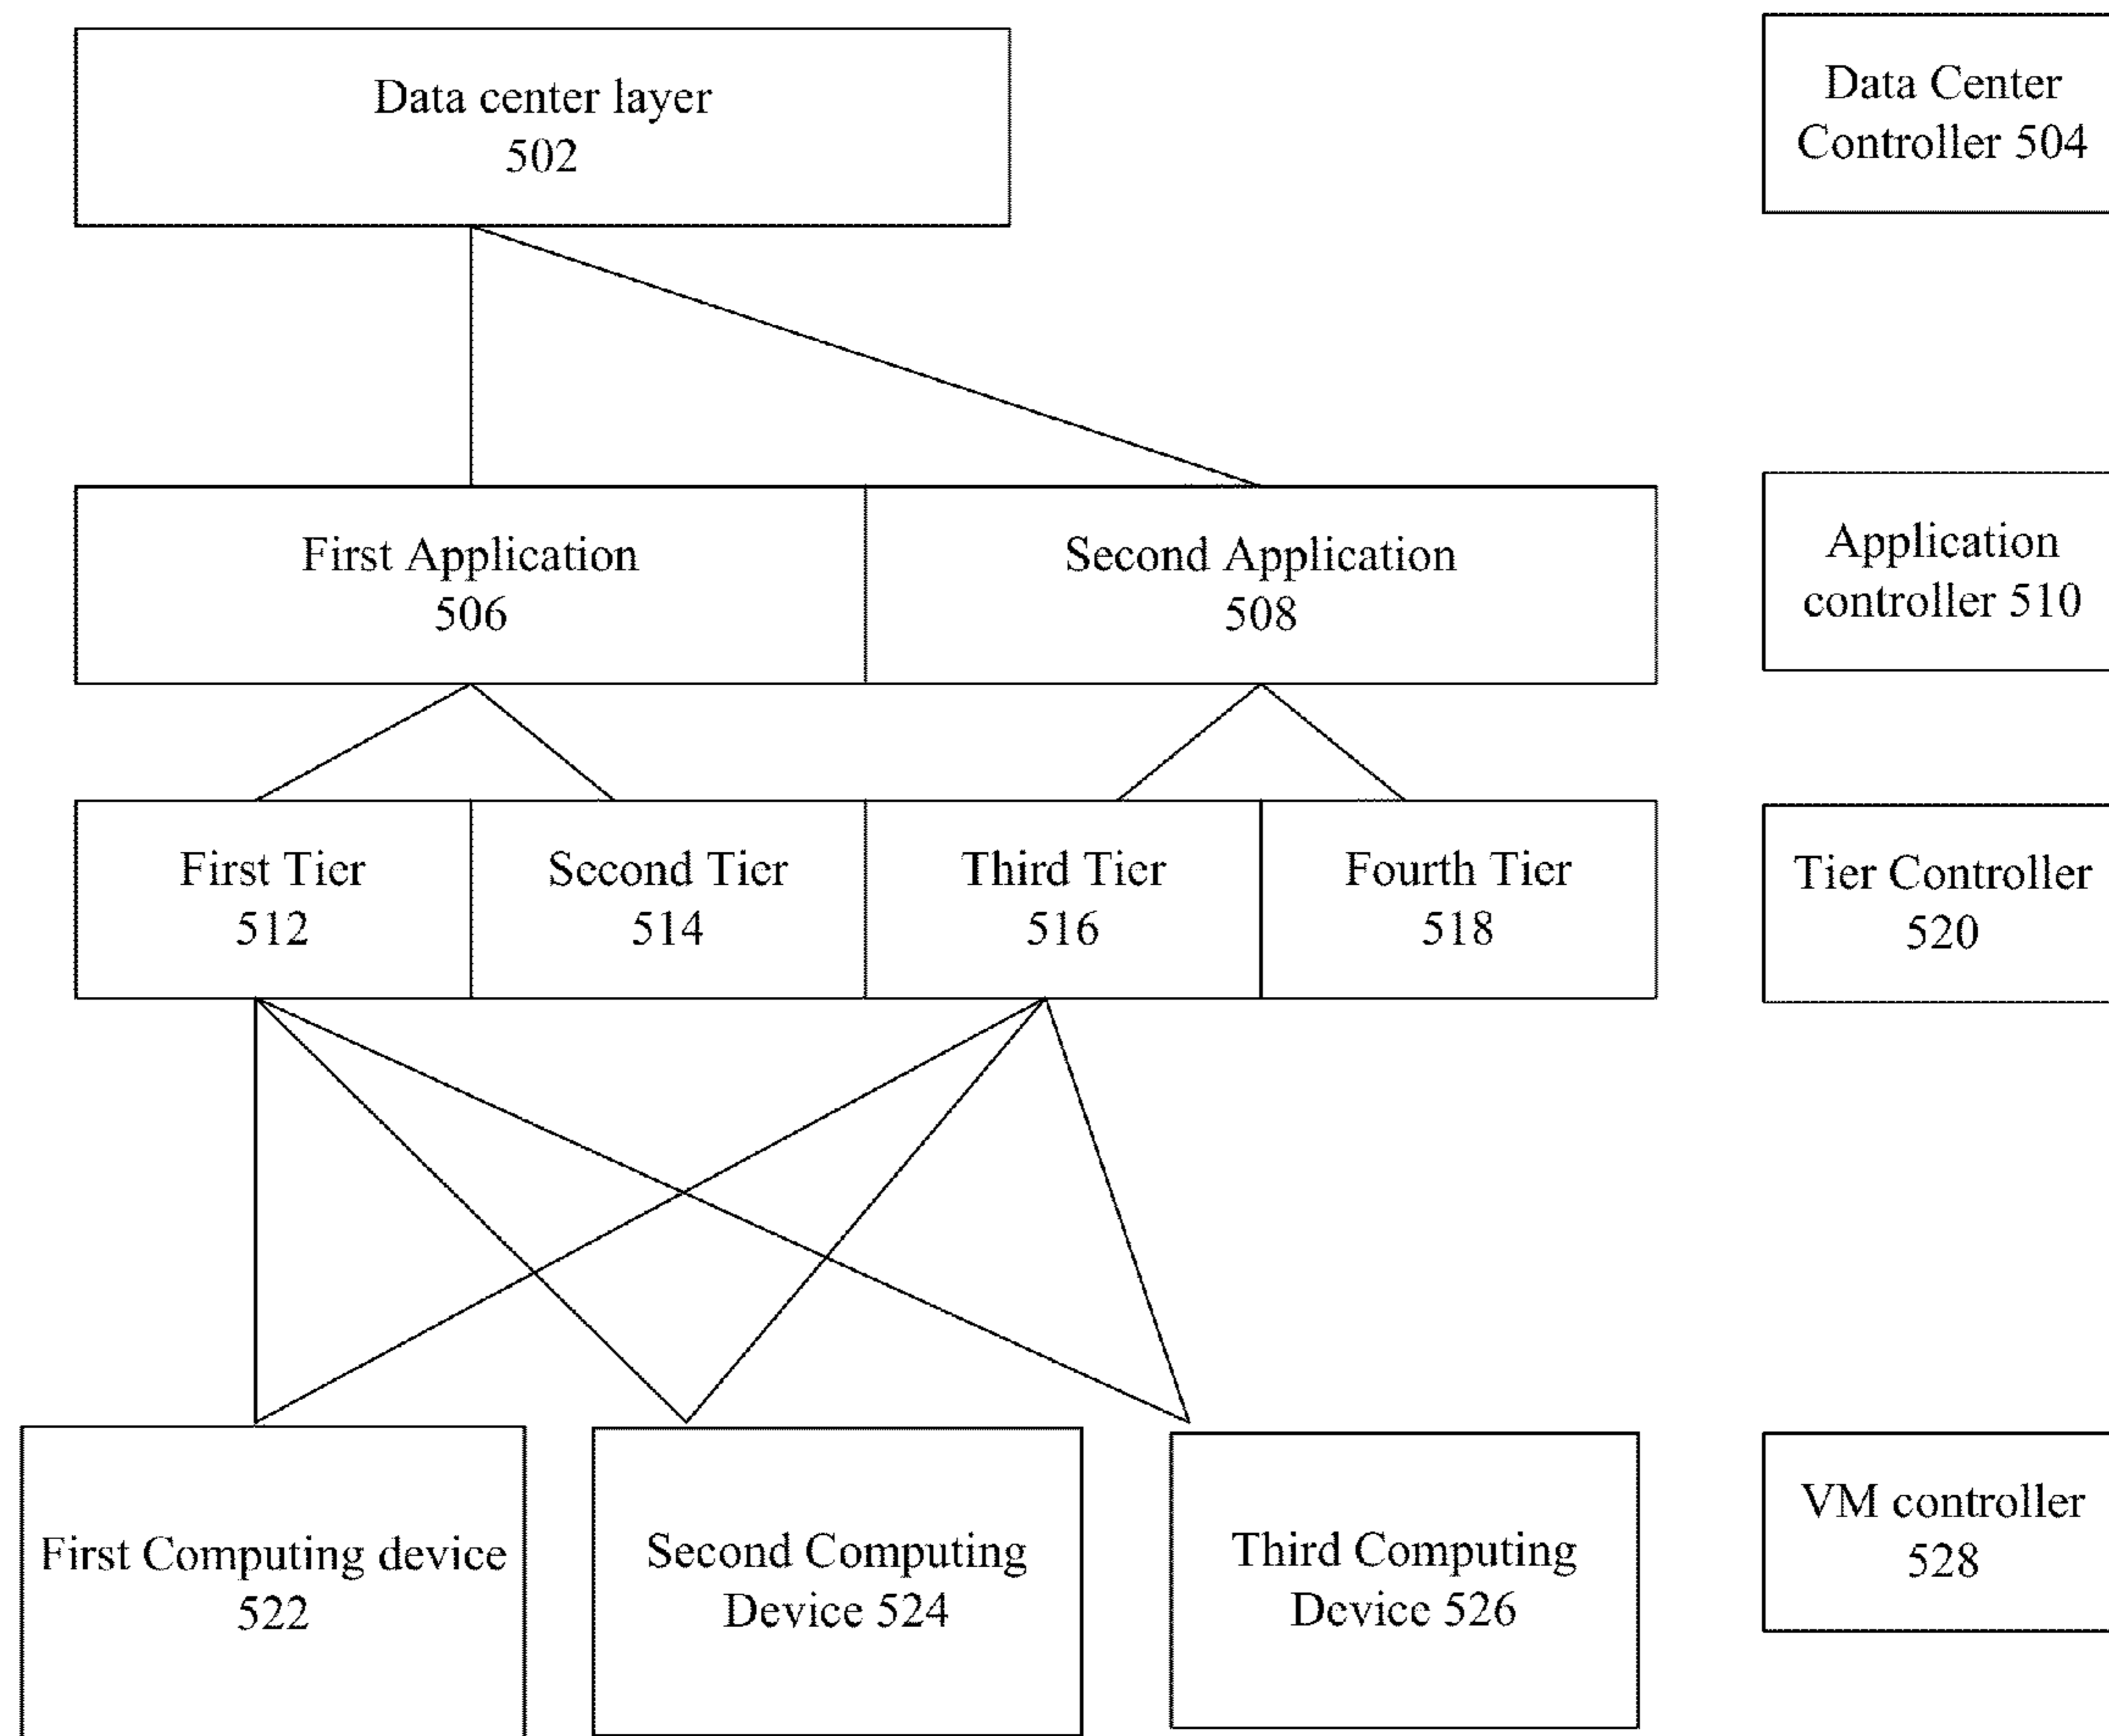 Data center layer
502
Data Center
Controller 504
First Application
506
Second Application
508
Application
controller 510
First Tier
512
Second Tier
514
Third Tier
516
Fourth Tier
518
Tier Controller
520
First Computing device
522
Second Computing
Device 524
Third Computing
Device 526
VM controller
528